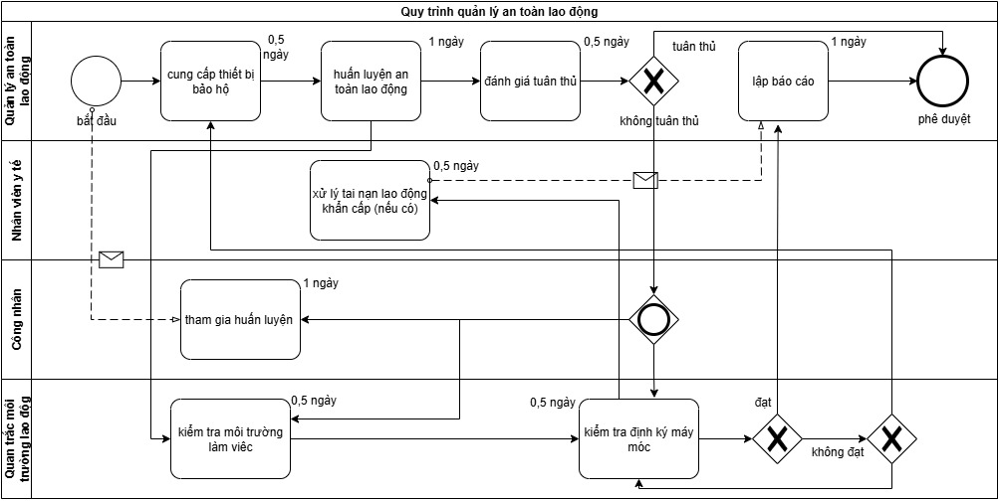 Quy trình quản lý an toàn lao động
Quản lý an toàn
lao động
bắt đầu
cung cấp thiết bị
bảo hộ
0,5
ngày
huấn luyện an
toàn lao động
1 ngày
đánh giá tuân thủ
0,5 ngày
tuân thủ
không tuân thủ
lập báo cáo
1 ngày
phê duyệt
Nhân viên y tế
xử lý tai nạn lao động
khẩn cấp (nếu có)
0,5 ngày
Công nhân
tham gia huấn luyện
1 ngày
Quan trắc môi
trường lao độg
kiểm tra môi trường
làm viêc
0,5 ngày
kiểm tra định kỳ máy
móc
0,5 ngày
đạt
không đạt